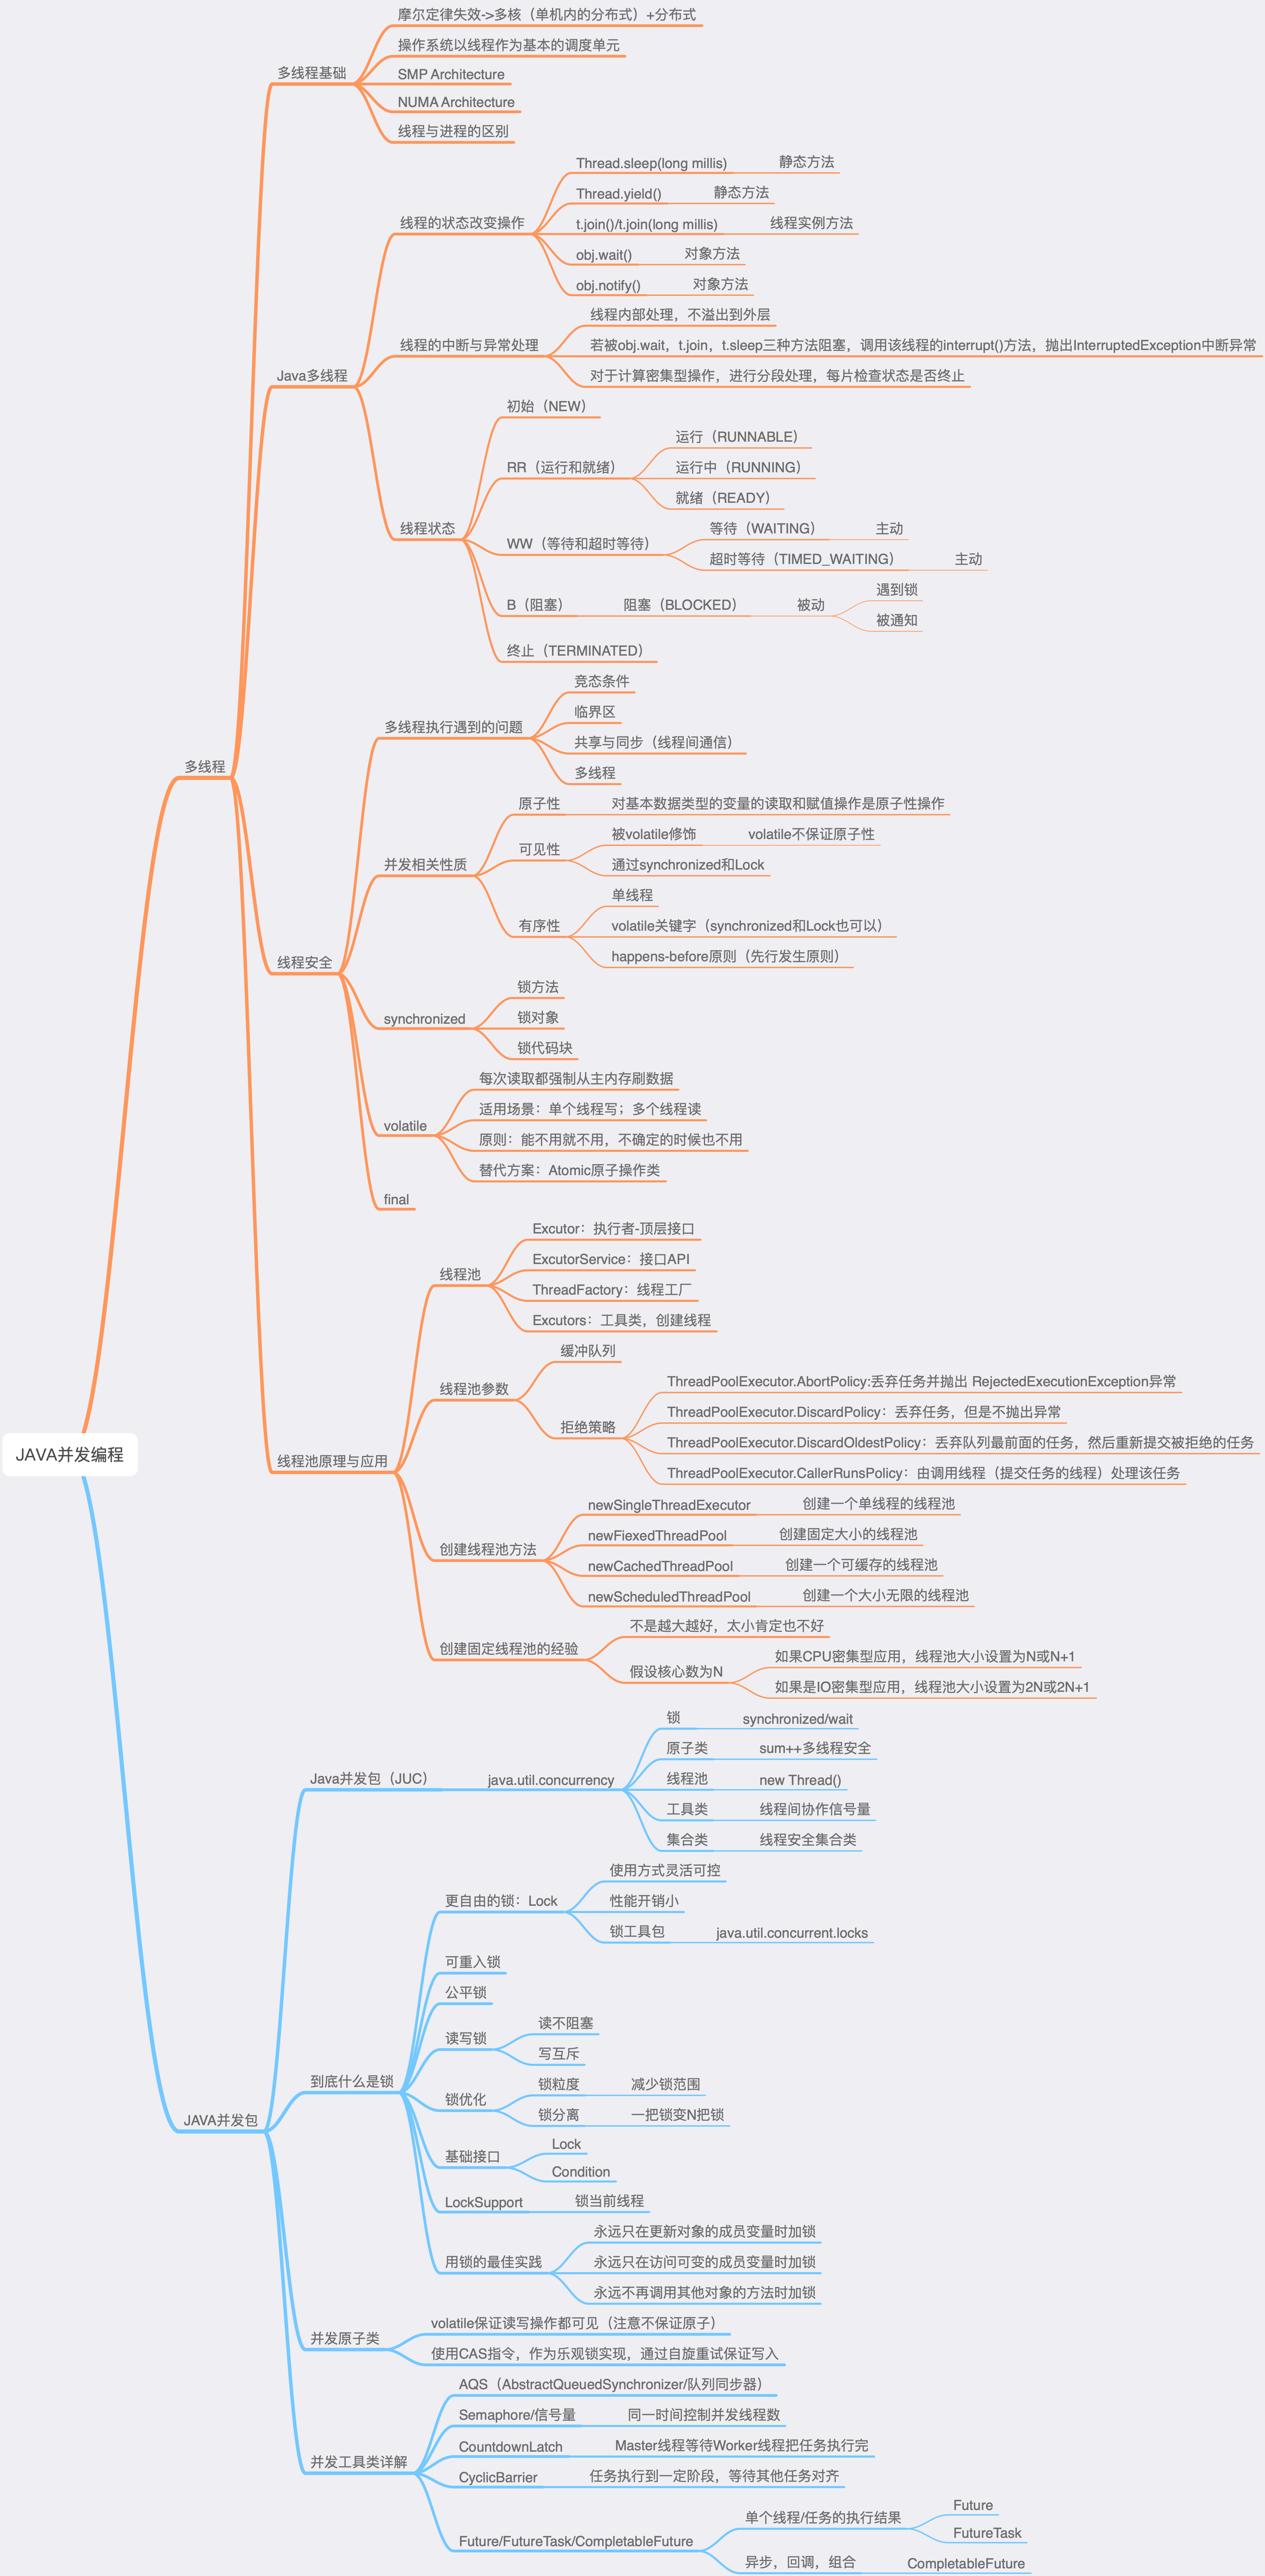 摩尔定律失效->多核（单机内的分布式）+分布式
操作系统以线程作为基本的调度单元
多线程基础
SMP Architecture
NUMA Architecture
线程与进程的区别
Thread.sleep(long millis) 静态方法
Thread.yield() 静态方法
线程的状态改变操作
t.join()/t.join(long millis) 线程实例方法
obj.wait() 对象方法
obj.notify() 对象方法
线程内部处理，不溢出到外层
线程的中断与异常处理
若被obj.wait，t.join，t.sleep三种方法阻塞，调用该线程的interrupt()方法，抛出InterruptedException中断异常
Java多线程
对于计算密集型操作，进行分段处理，每片检查状态是否终止
初始（NEW）
运行（RUNNABLE）
RR（运行和就绪）
运行中（RUNNING）
就绪（READY）
线程状态
等待（WAITING） 主动
WW（等待和超时等待）
超时等待（TIMED_WAITING） 主动
遇到锁
B（阻塞） 阻塞（BLOCKED） 被动
被通知
终止（TERMINATED）
竞态条件
临界区
多线程执行遇到的问题
共享与同步（线程间通信）
多线程
多线程
原子性 对基本数据类型的变量的读取和赋值操作是原子性操作
被volatile修饰 volatile不保证原子性
可见性
并发相关性质
通过synchronized和Lock
单线程
有序性
volatile关键字（synchronized和Lock也可以）
happens-before原则（先行发生原则）
线程安全
锁方法
synchronized
锁对象
锁代码块
每次读取都强制从主内存刷数据
适用场景：单个线程写；多个线程读
volatile
原则：能不用就不用，不确定的时候也不用
替代方案：Atomic原子操作类
final
Excutor：执行者-顶层接口
ExcutorService：接口API
线程池
ThreadFactory：线程工厂
Excutors：工具类，创建线程
缓冲队列
线程池参数
ThreadPoolExecutor.AbortPolicy:丢弃任务并抛出 RejectedExecutionException异常
ThreadPoolExecutor.DiscardPolicy：丢弃任务，但是不抛出异常
拒绝策略
ThreadPoolExecutor.DiscardOldestPolicy：丢弃队列最前面的任务，然后重新提交被拒绝的任务
ThreadPoolExecutor.CallerRunsPolicy：由调用线程（提交任务的线程）处理该任务
线程池原理与应用
JAVA并发编程
newSingleThreadExecutor 创建一个单线程的线程池
newFiexedThreadPool 创建固定大小的线程池
创建线程池方法
newCachedThreadPool 创建一个可缓存的线程池
newScheduledThreadPool 创建一个大小无限的线程池
不是越大越好，太小肯定也不好
创建固定线程池的经验
如果CPU密集型应用，线程池大小设置为N或N+1
假设核心数为N
如果是IO密集型应用，线程池大小设置为2N或2N+1
锁 synchronized/wait
原子类 sum++多线程安全
Java并发包（JUC） java.util.concurrency
线程池 new Thread()
工具类 线程间协作信号量
集合类 线程安全集合类
使用方式灵活可控
更自由的锁：Lock
性能开销小
锁工具包 java.util.concurrent.locks
可重入锁
公平锁
读不阻塞
读写锁
写互斥
到底什么是锁
锁粒度 减少锁范围
锁优化
锁分离 一把锁变N把锁
JAVA并发包
Lock
基础接口
Condition
LockSupport 锁当前线程
永远只在更新对象的成员变量时加锁
用锁的最佳实践
永远只在访问可变的成员变量时加锁
永远不再调用其他对象的方法时加锁
volatile保证读写操作都可见（注意不保证原子）
并发原子类
使用CAS指令，作为乐观锁实现，通过自旋重试保证写入
AQS（AbstractQueuedSynchronizer/队列同步器）
Semaphore/信号量 同一时间控制并发线程数
CountdownLatch Master线程等待Worker线程把任务执行完
并发工具类详解
CyclicBarrier 任务执行到一定阶段，等待其他任务对齐
Future
单个线程/任务的执行结果
FutureTask
Future/FutureTask/CompletableFuture
异步，回调，组合 CompletableFuture